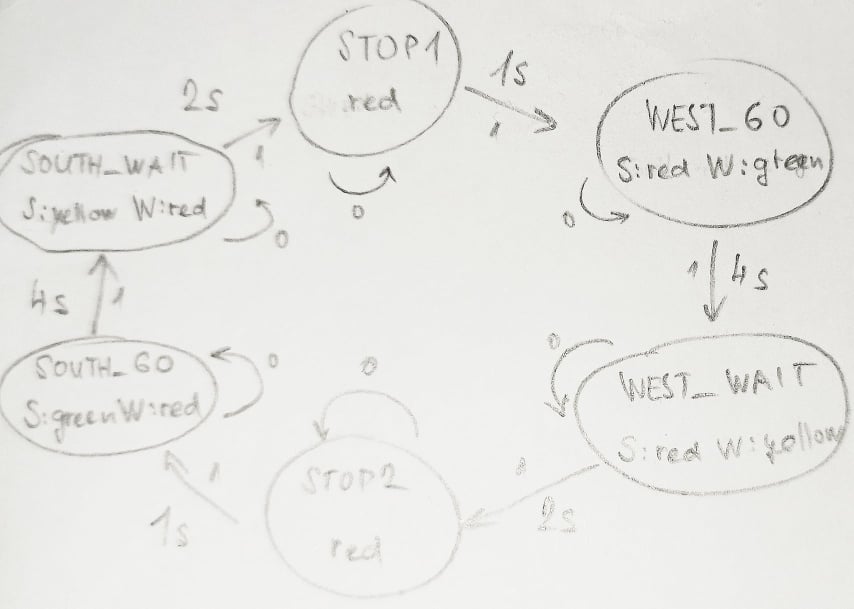 STOP1
red
1s
1
0
WEST_GO
S:red W:green
0
1
4s
WEST_WAIT
S:red W:yellow
0
1
2s
STOP2
red
0
1
1s
SOUTH_GO
S:green W:red
0
4s
1
SOUTH_WAIT
S:yellow W:red
0
2s
1